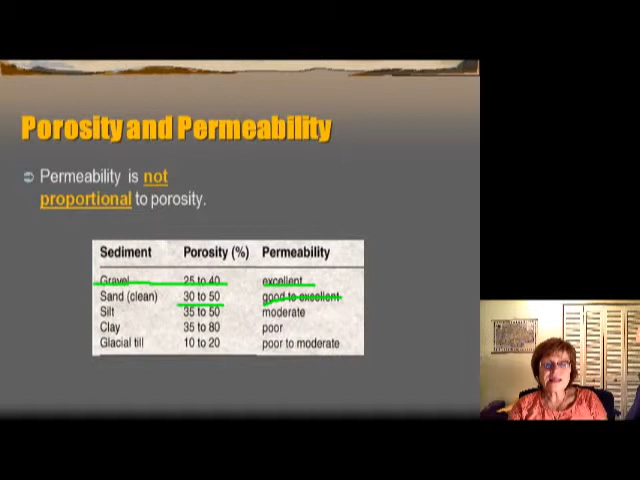 Porosity and Permeability
Permeability is not
proportional to porosity.
Sediment Porosity (%) Permeability
Gravel 25 to 40 excellent
Sand (clean) 30 to 50 good to excellent
Silt 35 to 50 moderate
Clay 35 to 80 poor
Glacial till 10 to 20 poor to moderate